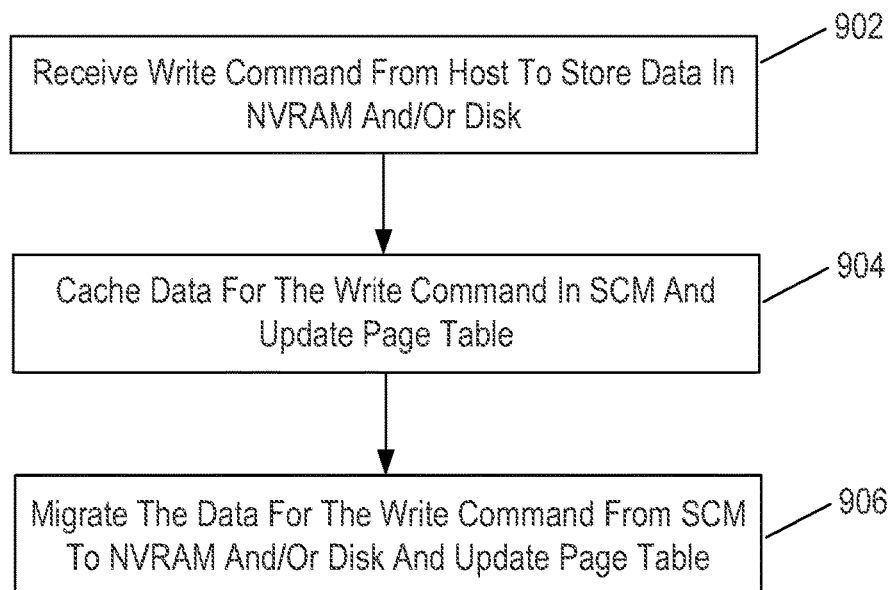 902
Receive Write Command From Host To Store Data In
NVRAM And/Or Disk
904
Cache Data For The Write Command In SCM And
Update Page Table
906
Migrate The Data For The Write Command From SCM
To NVRAM And/Or Disk And Update Page Table